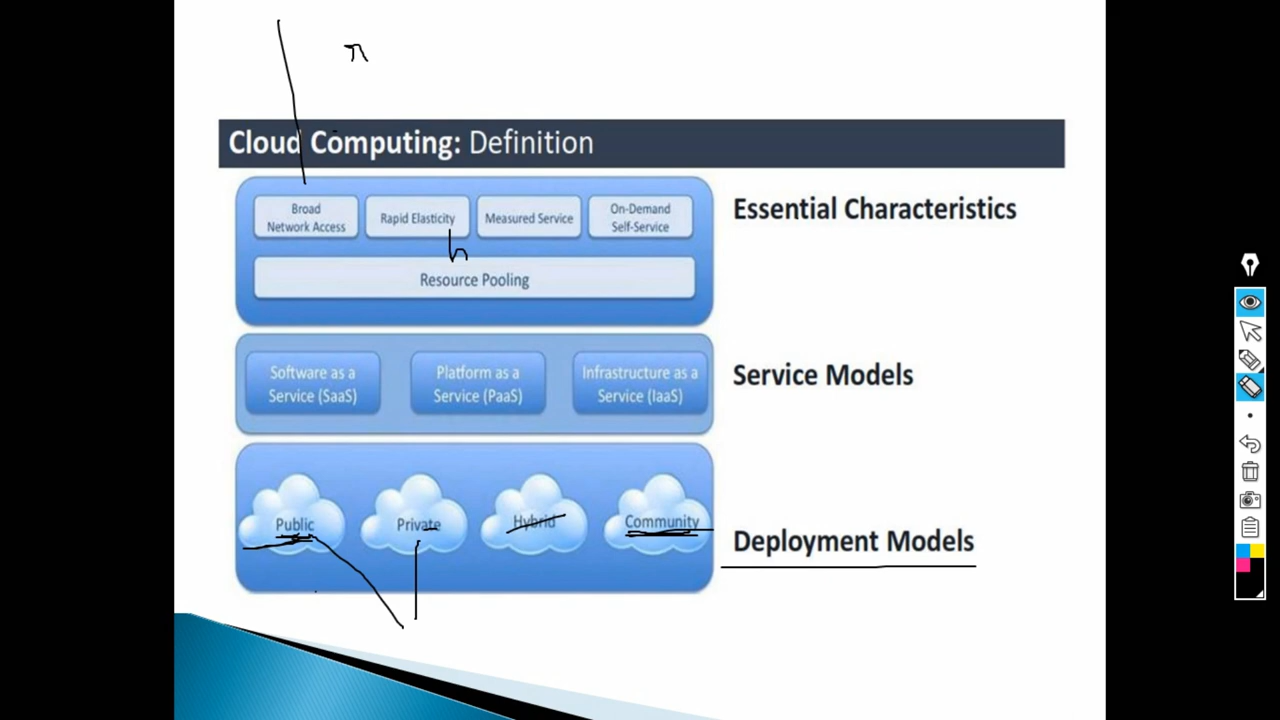 Cloud Computing: Definition
Broad
Network Access
Rapid Elasticity
Measured Service
On-Demand
Self-Service
Essential Characteristics
Resource Pooling
Software as a
Service (SaaS)
Platform as a
Service (PaaS)
Infrastructure as a
Service (IaaS)
Service Models
Public
Private
Hybrid
Community
Deployment Models